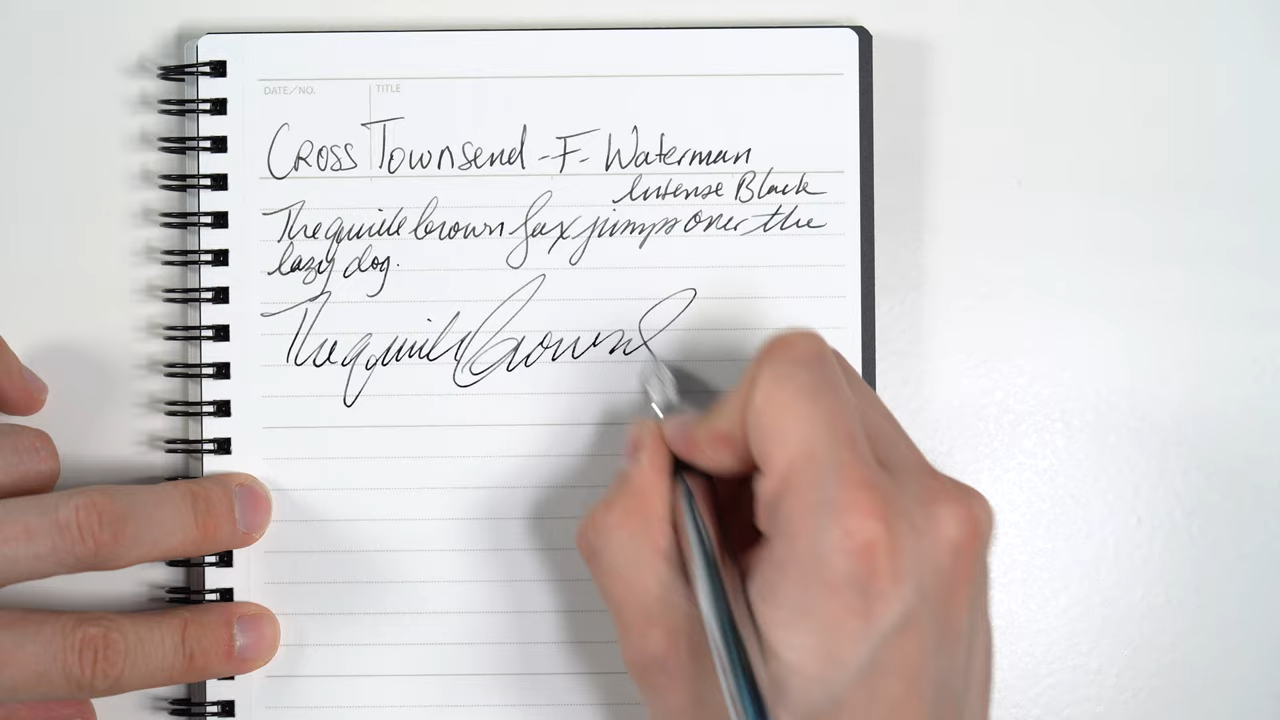 DATE/NO. TITLE
Cross Townsend - F - Waterman
Intense Black
The quick brown fox jumps over the
lazy dog.
The quick brown